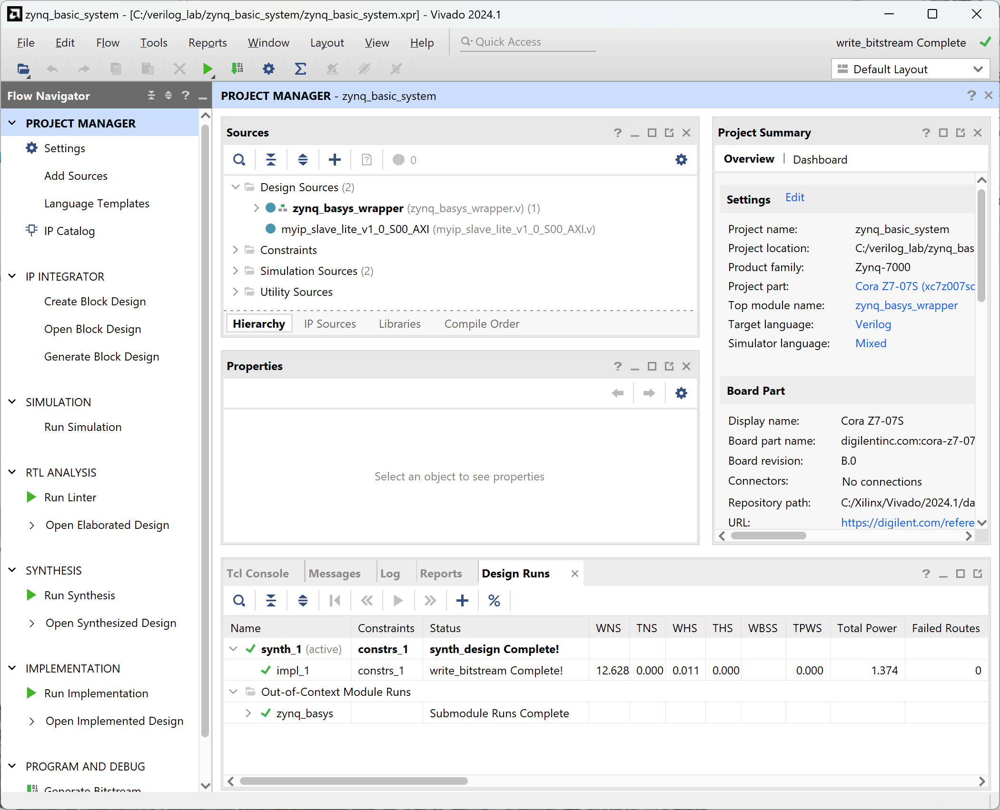 zynq_basic_system - [C:/verilog_lab/zynq_basic_system/zynq_basic_system.xpr] - Vivado 2024.1
File Edit Flow Tools Reports Window Layout View Help Quick Access write_bitstream Complete
Default Layout
Flow Navigator
PROJECT MANAGER
Settings
Add Sources
Language Templates
IP Catalog
IP INTEGRATOR
Create Block Design
Open Block Design
Generate Block Design
SIMULATION
Run Simulation
RTL ANALYSIS
Run Linter
Open Elaborated Design
SYNTHESIS
Run Synthesis
Open Synthesized Design
IMPLEMENTATION
Run Implementation
Open Implemented Design
PROGRAM AND DEBUG
Generate Bitstream
PROJECT MANAGER - zynq_basic_system
Sources
0
Design Sources (2)
zynq_basys_wrapper (zynq_basys_wrapper.v) (1)
myip_slave_lite_v1_0_S00_AXI (myip_slave_lite_v1_0_S00_AXI.v)
Constraints
Simulation Sources (2)
Utility Sources
Hierarchy IP Sources Libraries Compile Order
Properties
Select an object to see properties
Project Summary
Overview | Dashboard
Settings Edit
Project name: zynq_basic_system
Project location: C:/verilog_lab/zynq_bas
Product family: Zynq-7000
Project part: Cora Z7-07S (xc7z007sc
Top module name: zynq_basys_wrapper
Target language: Verilog
Simulator language: Mixed
Board Part
Display name: Cora Z7-07S
Board part name: digilentinc.com:cora-z7-07
Board revision: B.0
Connectors: No connections
Repository path: C:/Xilinx/Vivado/2024.1/da
URL: https://digilent.com/refere
Tcl Console Messages Log Reports Design Runs
Name Constraints Status WNS TNS WHS THS WBSS TPWS Total Power Failed Routes
synth_1 (active) constrs_1 synth_design Complete!
impl_1 constrs_1 write_bitstream Complete! 12.628 0.000 0.011 0.000 0.000 1.374 0
Out-of-Context Module Runs
zynq_basys Submodule Runs Complete